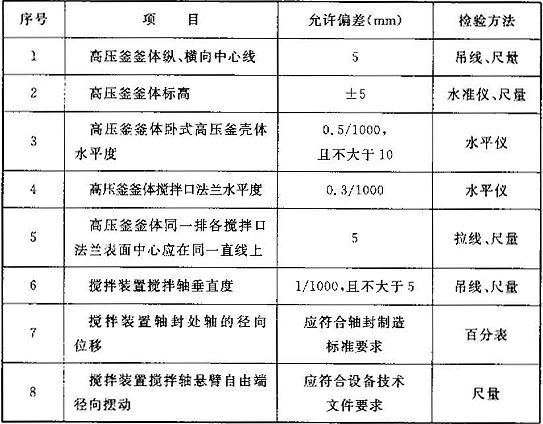 序号 项 目 允许偏差(mm) 检验方法
1 高压釜釜体纵、横向中心线 5 吊线、尺量
2 高压釜釜体标高 ±5 水准仪、尺量
3 高压釜釜体卧式高压釜壳体
水平度 0.5/1000,
且不大于10 水平仪
4 高压釜釜体搅拌口法兰水平度 0.3/1000 水平仪
5 高压釜釜体同一排各搅拌口
法兰表面中心应在同一直线上 5 拉线、尺量
6 搅拌装置搅拌轴垂直度 1/1000,且不大于5 吊线、尺量
7 搅拌装置轴封处轴的径向
位移 应符合轴封制造
标准要求 百分表
8 搅拌装置搅拌轴悬臂自由端
径向摆动 应符合设备技术
文件要求 尺量